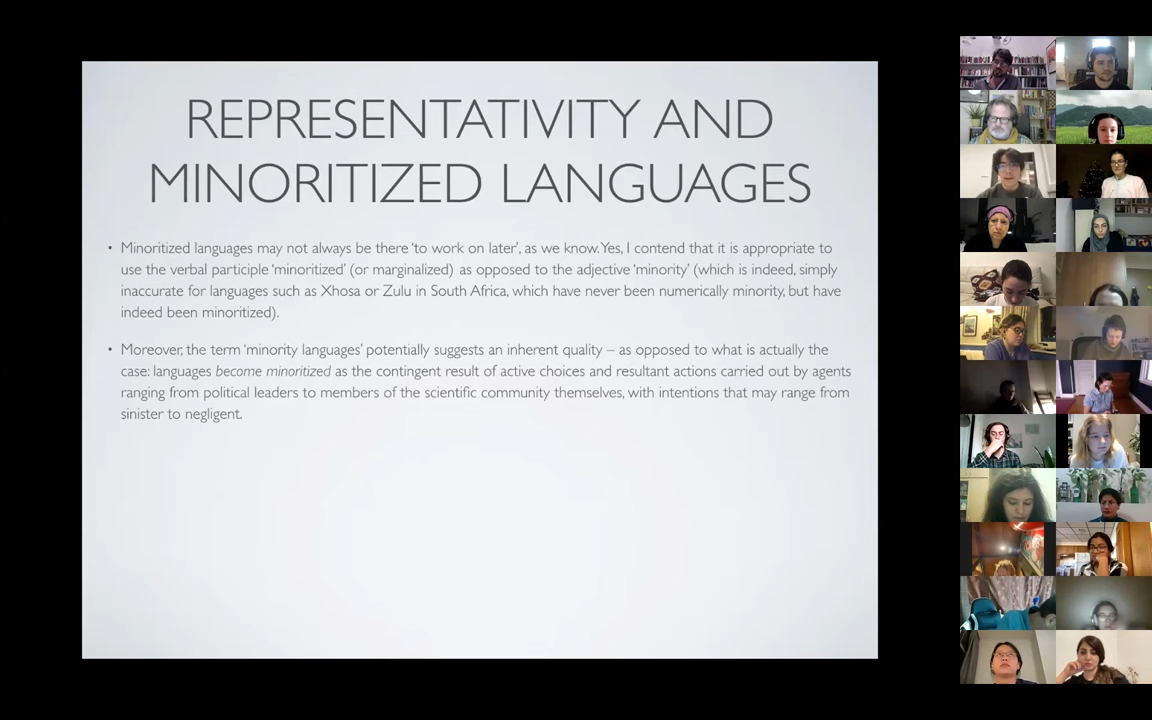 REPRESENTATIVITY AND
MINORITIZED LANGUAGES
• Minoritized languages may not always be there 'to work on later', as we know. Yes, I contend that it is appropriate to
use the verbal participle 'minoritized' (or marginalized) as opposed to the adjective 'minority' (which is indeed, simply
inaccurate for languages such as Xhosa or Zulu in South Africa, which have never been numerically minority, but have
indeed been minoritized).
• Moreover, the term 'minority languages' potentially suggests an inherent quality – as opposed to what is actually the
case: languages become minoritized as the contingent result of active choices and resultant actions carried out by agents
ranging from political leaders to members of the scientific community themselves, with intentions that may range from
sinister to negligent.